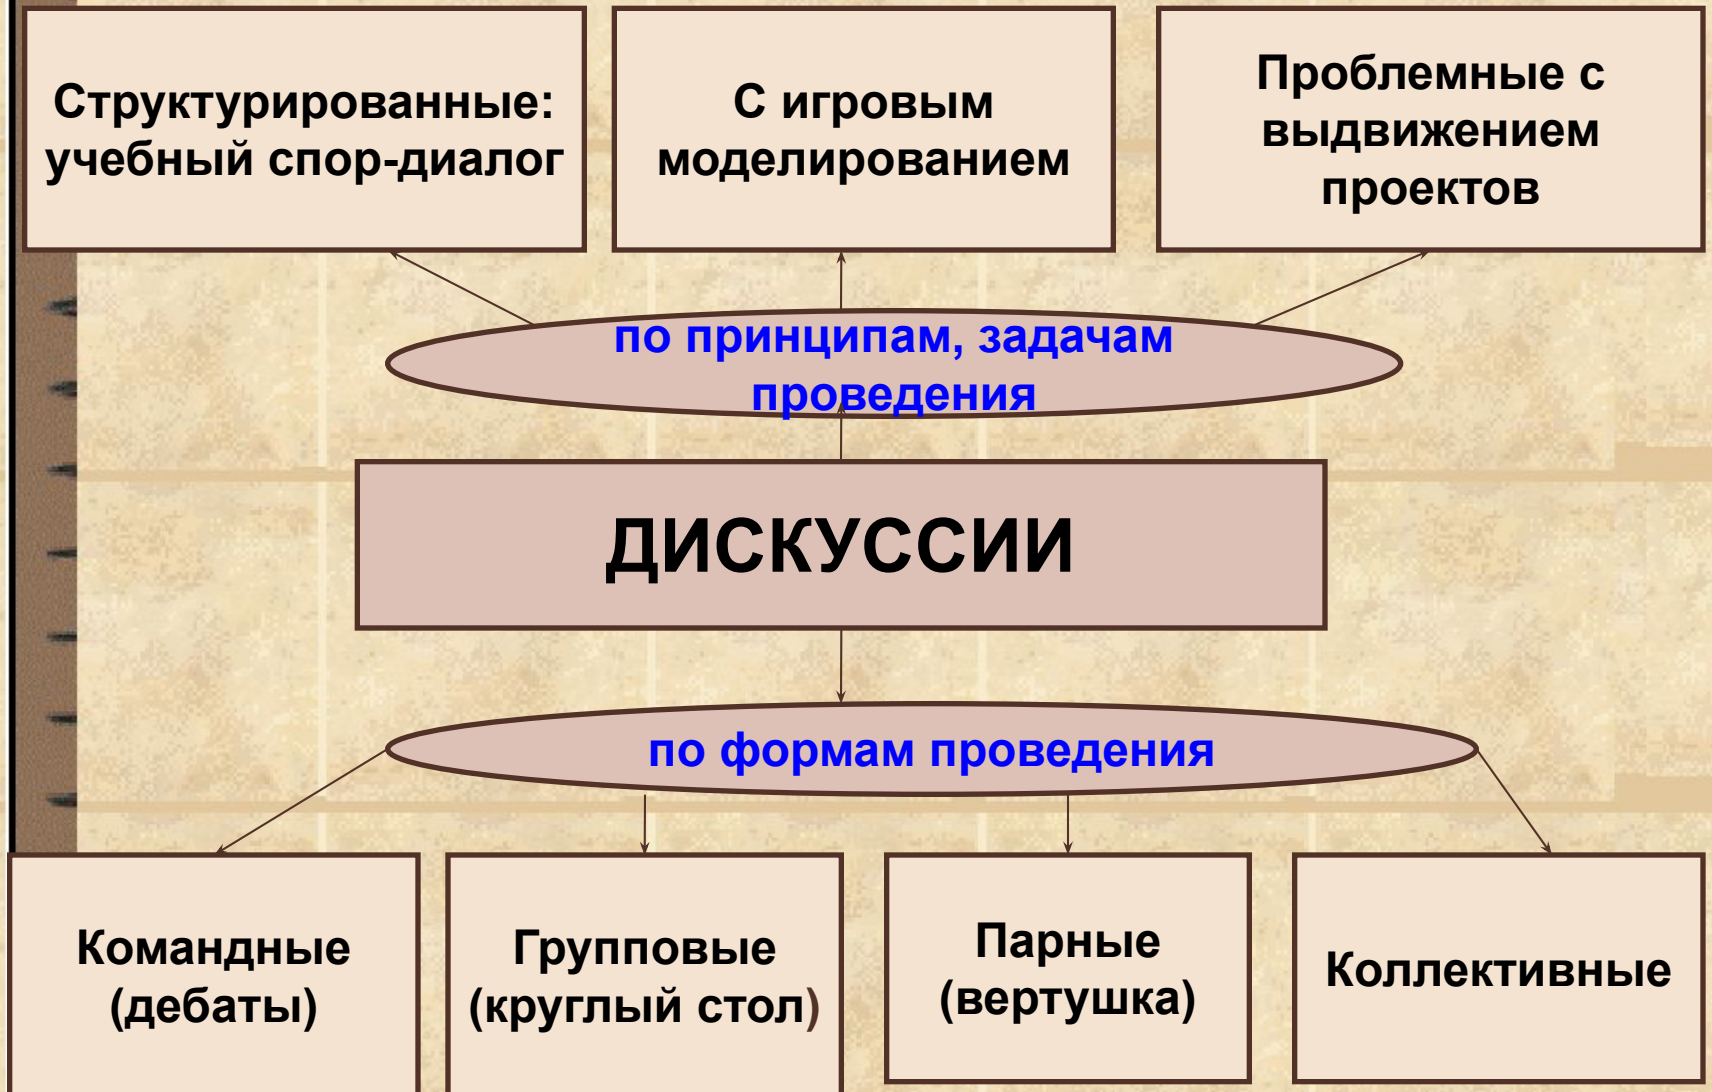 Структурированные:
учебный спор-диалог
С игровым
моделированием
Проблемные с
выдвижением
проектов
по принципам, задачам
проведения
ДИСКУССИИ
по формам проведения
Командные
(дебаты)
Групповые
(круглый стол)
Парные
(вертушка)
Коллективные